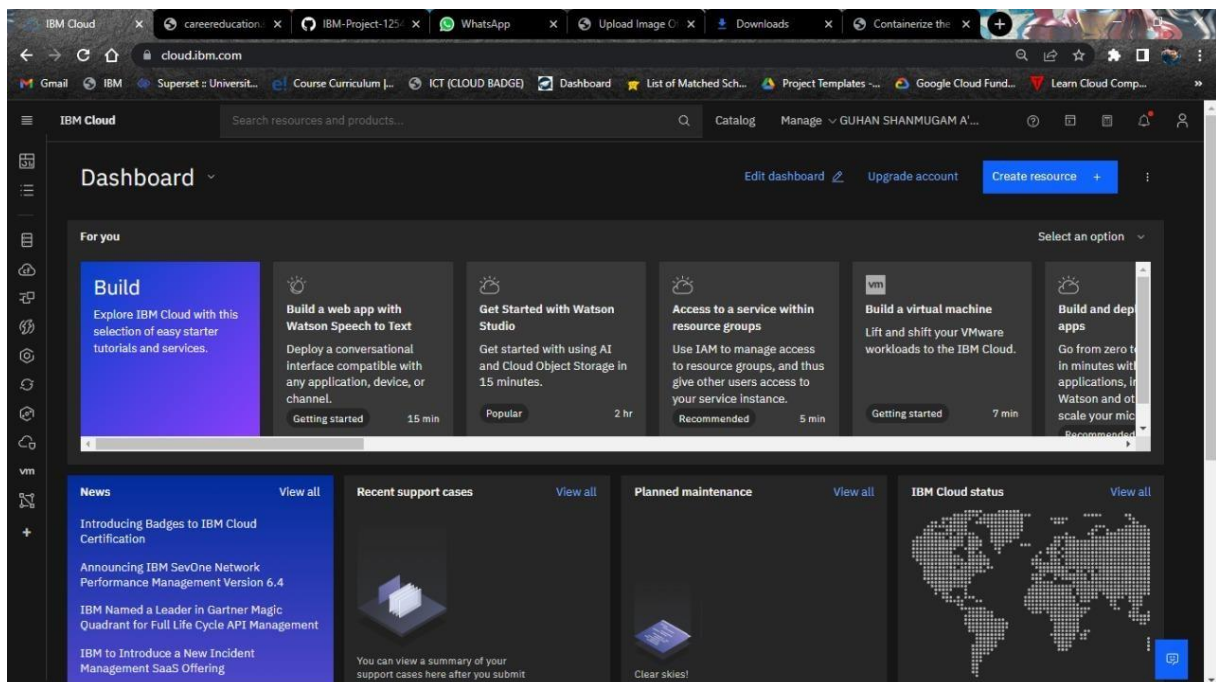 IBM Cloud
careereducation.
IBM-Project-1254
WhatsApp
Upload Image O
Downloads
Containerize the
cloud.ibm.com
Gmail
IBM
Superset :: Universit...
Course Curriculum |...
ICT (CLOUD BADGE)
Dashboard
List of Matched Sch...
Project Templates -...
Google Cloud Fund...
Learn Cloud Comp...
»
IBM Cloud
Search resources and products...
Catalog
Manage
GUHAN SHANMUGAM A'...
Dashboard
Edit dashboard
Upgrade account
Create resource +
For you
Select an option
Build
Explore IBM Cloud with this
selection of easy starter
tutorials and services.
Build a web app with
Watson Speech to Text
Deploy a conversational
interface compatible with
any application, device, or
channel.
Getting started
15 min
Get Started with Watson
Studio
Get started with using AI
and Cloud Object Storage in
15 minutes.
Popular
2 hr
Access to a service within
resource groups
Use IAM to manage access
to resource groups, and thus
give other users access to
your service instance.
Recommended
5 min
vm
Build a virtual machine
Lift and shift your VMware
workloads to the IBM Cloud.
Getting started
7 min
Build and depl
apps
Go from zero t
in minutes with
applications, in
Watson and ot
scale your mic
Recommended
vm
News
View all
Introducing Badges to IBM Cloud
Certification
Announcing IBM SevOne Network
Performance Management Version 6.4
IBM Named a Leader in Gartner Magic
Quadrant for Full Life Cycle API Management
IBM to Introduce a New Incident
Management SaaS Offering
Recent support cases
View all
You can view a summary of your
support cases here after you submit
Planned maintenance
View all
Clear skies!
IBM Cloud status
View all